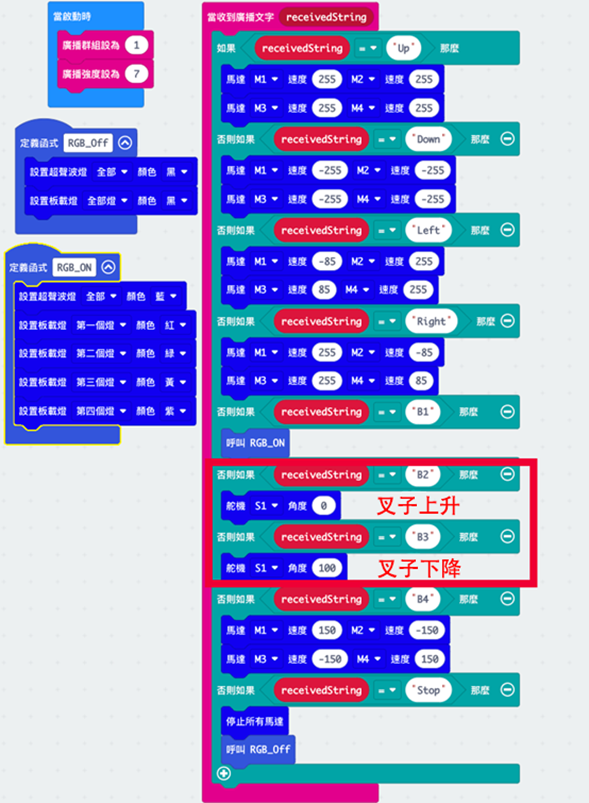 當啟動時
廣播群組設為 1
廣播強度設為 7
定義函式 RGB_Off
設置超聲波燈 全部 顏色 黑
設置板載燈 全部燈 顏色 黑
定義函式 RGB_ON
設置超聲波燈 全部 顏色 藍
設置板載燈 第一個燈 顏色 紅
設置板載燈 第二個燈 顏色 綠
設置板載燈 第三個燈 顏色 黃
設置板載燈 第四個燈 顏色 紫
當收到廣播文字 receivedString
如果 receivedString = "Up" 那麼
馬達 M1 速度 255 M2 速度 255
馬達 M3 速度 255 M4 速度 255
否則如果 receivedString = "Down" 那麼
馬達 M1 速度 -255 M2 速度 -255
馬達 M3 速度 -255 M4 速度 -255
否則如果 receivedString = "Left" 那麼
馬達 M1 速度 -85 M2 速度 255
馬達 M3 速度 85 M4 速度 255
否則如果 receivedString = "Right" 那麼
馬達 M1 速度 255 M2 速度 -85
馬達 M3 速度 255 M4 速度 85
否則如果 receivedString = "B1" 那麼
呼叫 RGB_ON
否則如果 receivedString = "B2" 那麼
舵機 S1 角度 0 叉子上升
否則如果 receivedString = "B3" 那麼
舵機 S1 角度 100 叉子下降
否則如果 receivedString = "B4" 那麼
馬達 M1 速度 150 M2 速度 -150
馬達 M3 速度 -150 M4 速度 150
否則如果 receivedString = "Stop" 那麼
停止所有馬達
呼叫 RGB_Off